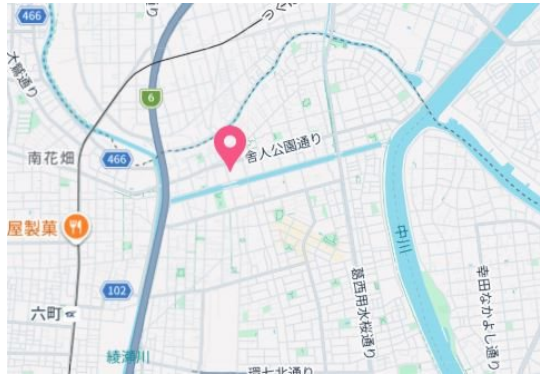 466
つくば
大鷲通り
6
舎人公園通り
466
南花畑
屋製菓
中川
葛西用水桜通り
幸田なかよし通り
102
六町
綾瀬川
環七北通り